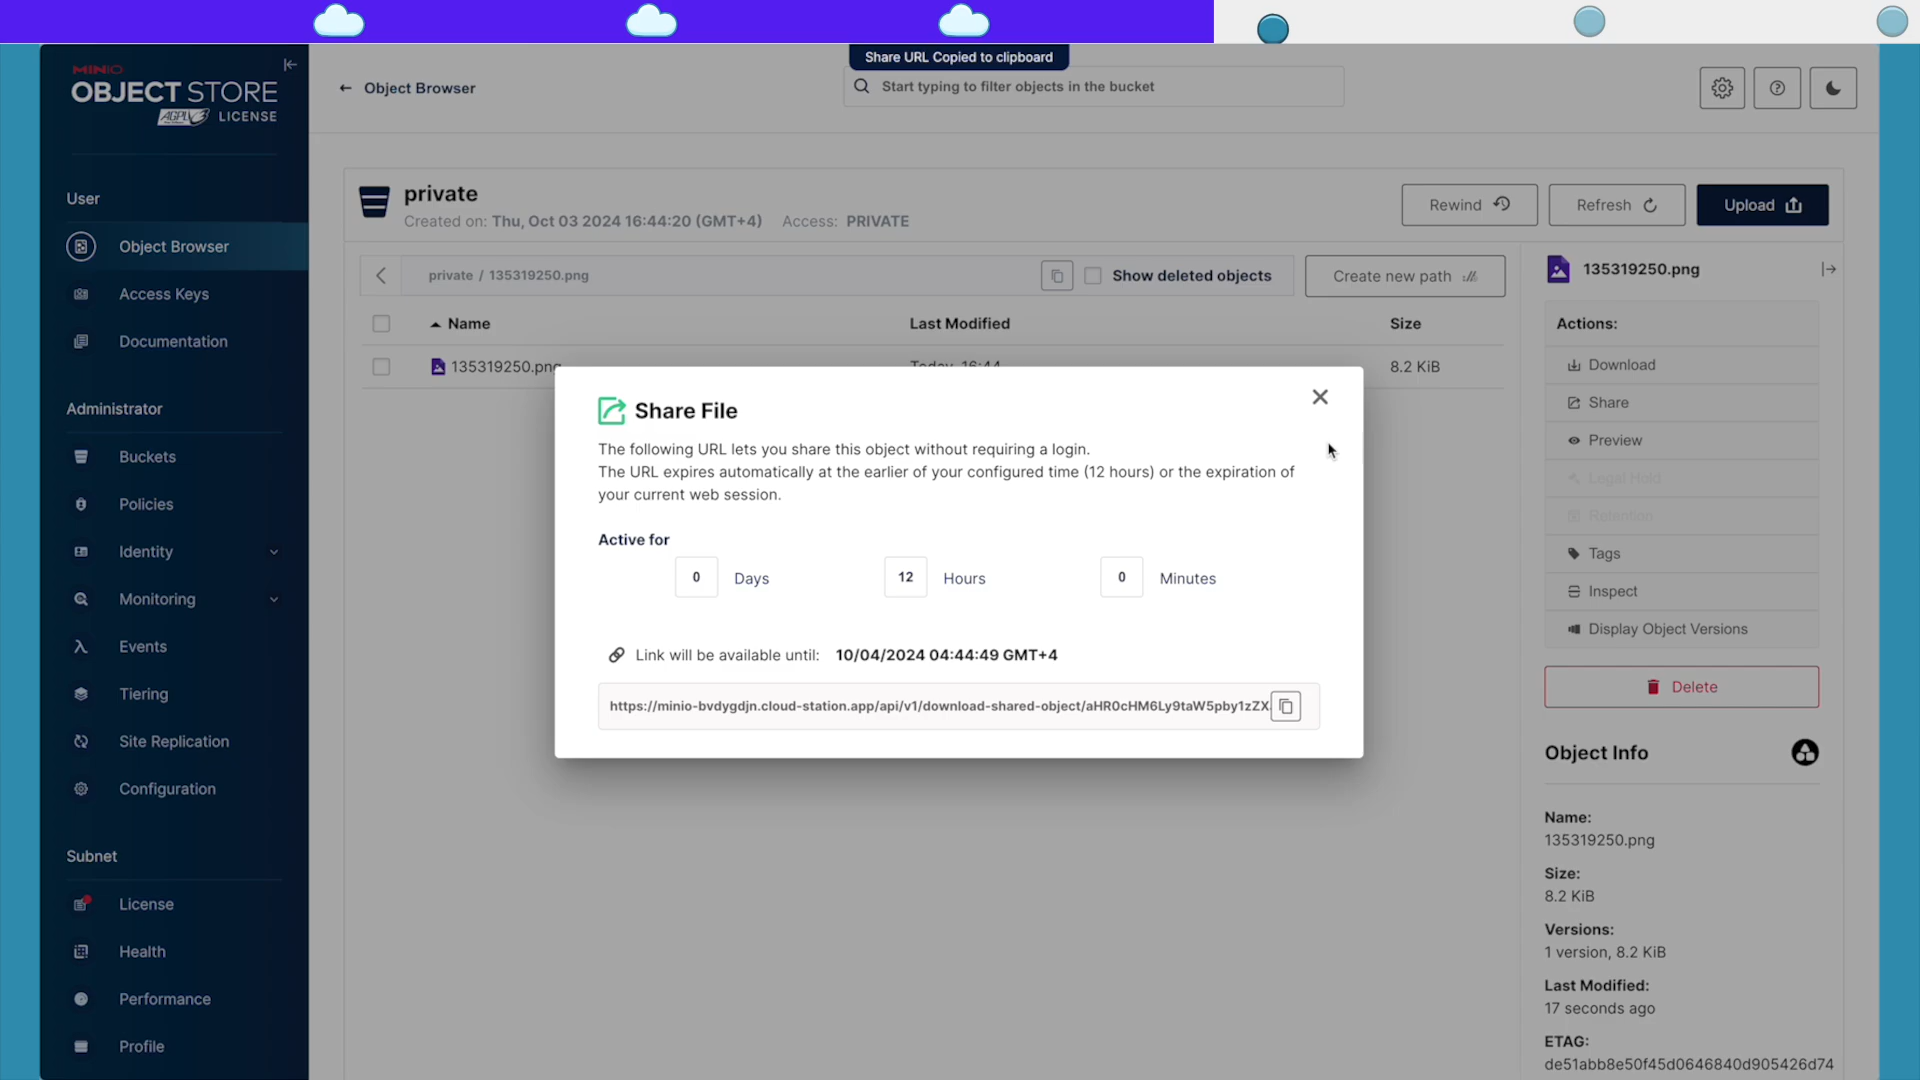 Share URL Copied to clipboard
MINIO
OBJECT STORE
AGPLv3 LICENSE
User
Object Browser
Access Keys
Documentation
Administrator
Buckets
Policies
Identity
Monitoring
Events
Tiering
Site Replication
Configuration
Subnet
License
Health
Performance
Profile
Object Browser
Start typing to filter objects in the bucket
private
Created on: Thu, Oct 03 2024 16:44:20 (GMT+4) Access: PRIVATE
Rewind
Refresh
Upload
private / 135319250.png
Show deleted objects
Create new path
Name Last Modified Size
135319250.png Today, 16:44 8.2 KiB
Share File
The following URL lets you share this object without requiring a login.
The URL expires automatically at the earlier of your configured time (12 hours) or the expiration of
your current web session.
Active for
0 Days 12 Hours 0 Minutes
Link will be available until: 10/04/2024 04:44:49 GMT+4
https://minio-bvdygdjn.cloud-station.app/api/v1/download-shared-object/aHR0cHM6Ly9taW5pby1zZX
135319250.png
Actions:
Download
Share
Preview
Legal Hold
Retention
Tags
Inspect
Display Object Versions
Delete
Object Info
Name:
135319250.png
Size:
8.2 KiB
Versions:
1 version, 8.2 KiB
Last Modified:
17 seconds ago
ETAG:
de51abb8e50f45d0646840d905426d74